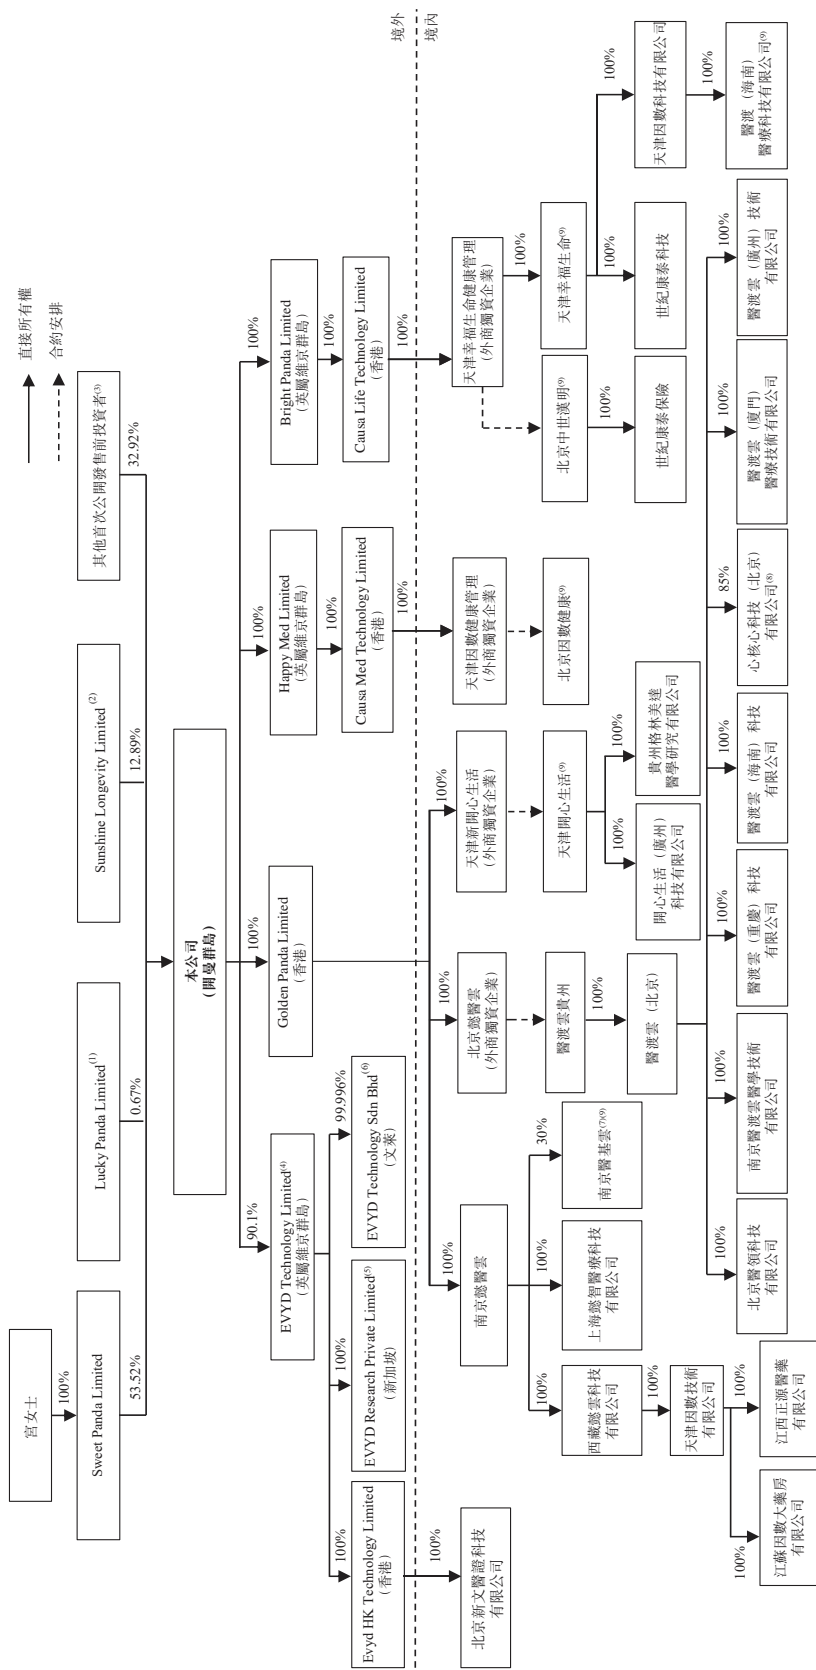 宮女士
100%
Sweet Panda Limited
Lucky Panda Limited(1)
Sunshine Longevity Limited(2)
其他首次公開發售前投資者(3)
直接所有權
合約安排
53.52%
0.67%
12.89%
32.92%
本公司
(開曼群島)
90.1%
100%
100%
100%
EVYD Technology Limited(4)
(英屬維京群島)
Golden Panda Limited
(香港)
Happy Med Limited
(英屬維京群島)
Bright Panda Limited
(英屬維京群島)
100%
100%
99.996%
100%
100%
Evyd HK Technology Limited
(香港)
EVYD Research Private Limited(5)
(新加坡)
EVYD Technology Sdn Bhd(6)
(文萊)
Causa Med Technology Limited
(香港)
Causa Life Technology Limited
(香港)
境外
境內
100%
100%
100%
100%
100%
100%
北京新文醫證科技
有限公司
南京懿醫雲
北京懿醫雲
(外商獨資企業)
天津新開心生活
(外商獨資企業)
天津因數健康管理
(外商獨資企業)
天津幸福生命健康管理
(外商獨資企業)
100%
100%
30%
100%
西藏懿雲科技
有限公司
上海懿智醫療科技
有限公司
南京醫基雲(7)(9)
醫渡雲貴州
天津開心生活(9)
北京因數健康(9)
北京中世漢明(9)
天津幸福生命(9)
100%
100%
100%
100%
100%
100%
100%
天津因數技術
有限公司
醫渡雲(北京)
開心生活(廣州)
科技有限公司
貴州格林美達
醫學研究有限公司
世紀康泰保險
世紀康泰科技
天津因數科技有限公司
100%
100%
100%
100%
100%
100%
85%
100%
100%
100%
江蘇因數大藥房
有限公司
江西正源醫藥
有限公司
北京醫領科技
有限公司
南京醫渡雲醫學技術
有限公司
醫渡雲(重慶)科技
有限公司
醫渡雲(海南)科技
有限公司
心核心科技(北京)
有限公司(8)
醫渡雲(廈門)
醫療技術有限公司
醫渡雲(廣州)技術
有限公司
醫渡(海南)
醫療科技有限公司(9)